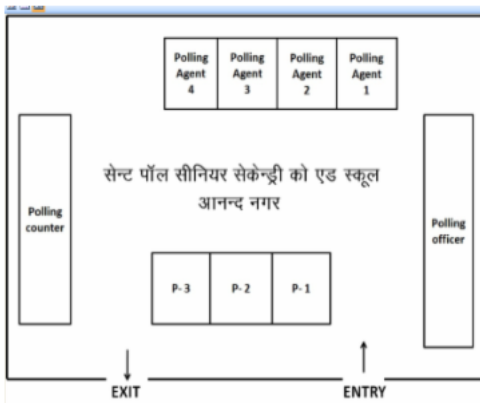 Polling Agent 4
Polling Agent 3
Polling Agent 2
Polling Agent 1
सेन्ट पॉल सीनियर सेकेन्ड्री को एड स्कूल
आनन्द नगर
Polling counter
Polling officer
P-3
P-2
P-1
EXIT
ENTRY